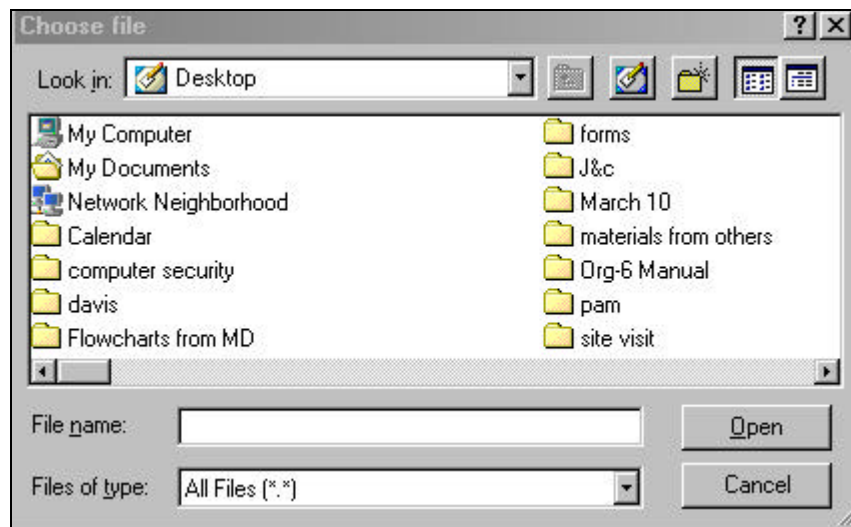 Choose file
Look in: Desktop
My Computer
My Documents
Network Neighborhood
Calendar
computer security
davis
Flowcharts from MD
forms
J&c
March 10
materials from others
Org-6 Manual
pam
site visit
File name:
Open
Files of type: All Files (*.*)
Cancel